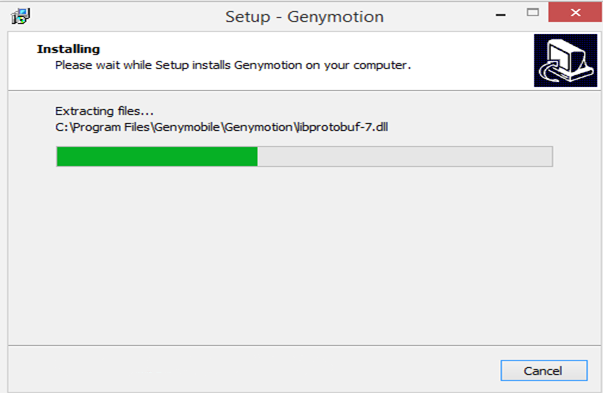 Setup - Genymotion
Installing
Please wait while Setup installs Genymotion on your computer.
Extracting files...
C:\Program Files\Genymobile\Genymotion\libprotobuf-7.dll
Cancel